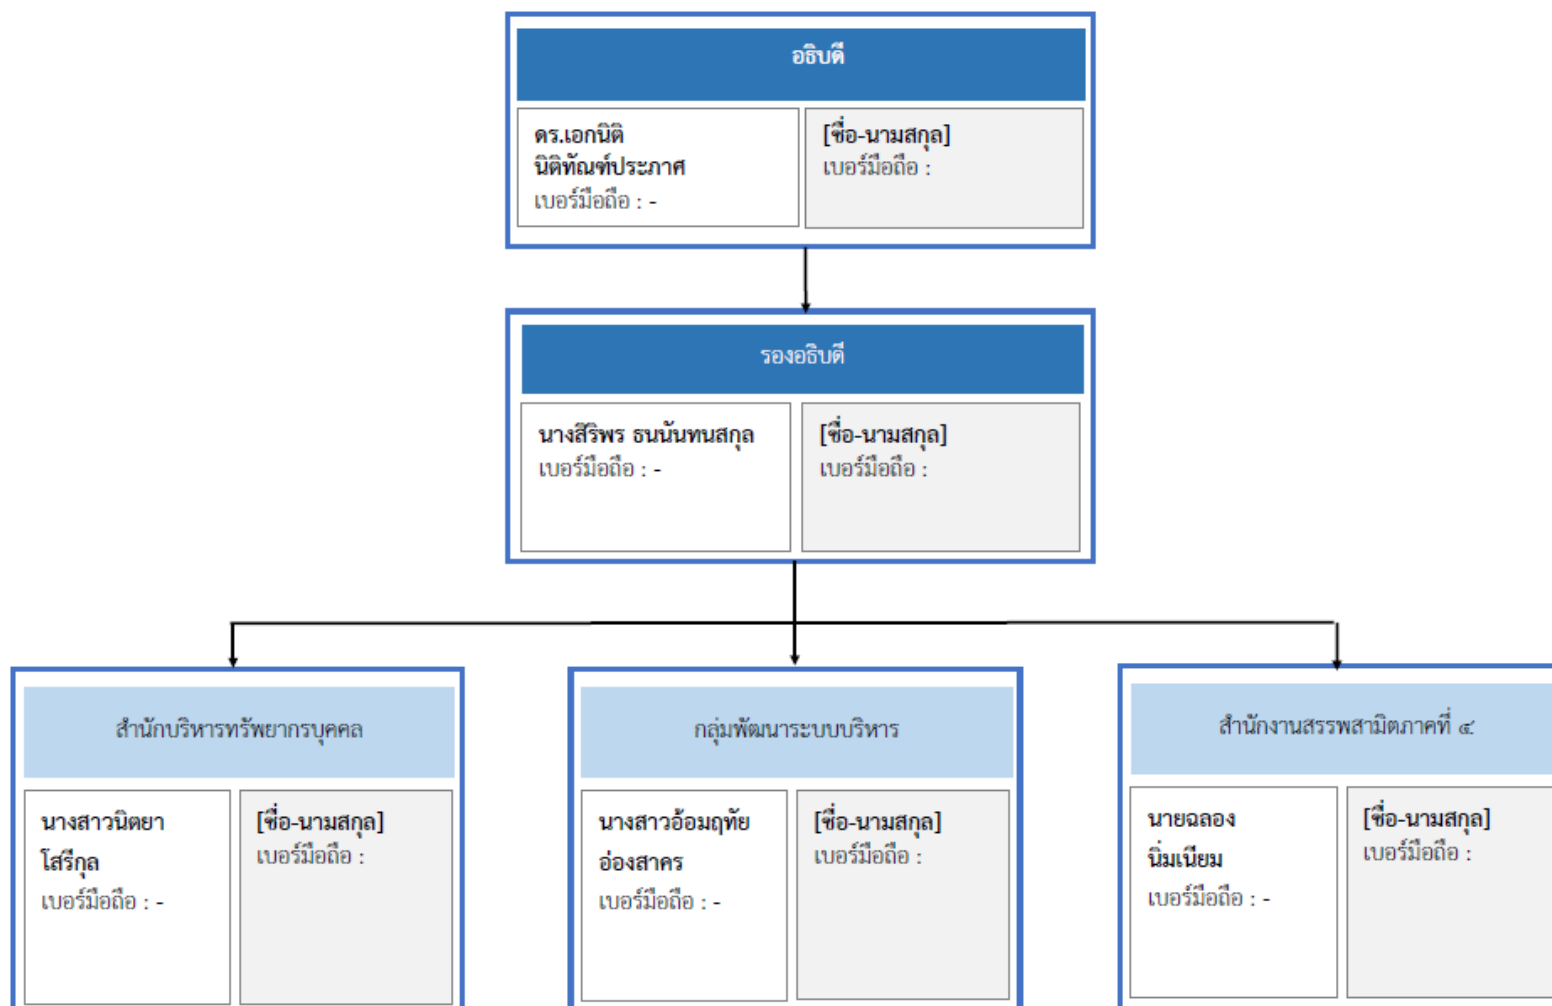 อธิบดี
ดร.เอกนิติ
นิติทัณฑ์ประภาศ
เบอร์มือถือ : -
[ชื่อ-นามสกุล]
เบอร์มือถือ :
รองอธิบดี
นางสิริพร ธนนันทนสกุล
เบอร์มือถือ : -
[ชื่อ-นามสกุล]
เบอร์มือถือ :
สำนักบริหารทรัพยากรบุคคล
นางสาวนิตยา
โสรีกุล
เบอร์มือถือ : -
[ชื่อ-นามสกุล]
เบอร์มือถือ :
กลุ่มพัฒนาระบบบริหาร
นางสาวอ้อมฤทัย
อ่องสาคร
เบอร์มือถือ : -
[ชื่อ-นามสกุล]
เบอร์มือถือ :
สำนักงานสรรพสามิตภาคที่ ๔
นายฉลอง
นิ่มเนียม
เบอร์มือถือ : -
[ชื่อ-นามสกุล]
เบอร์มือถือ :